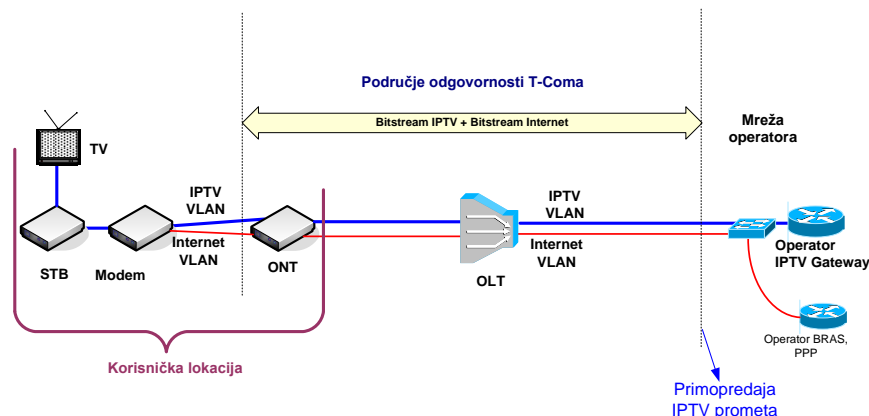 Područje odgovornosti T-Coma
Bitstream IPTV + Bitstream Internet
Mreža
operatora
TV
IPTV
VLAN
Internet
VLAN
STB
Modem
ONT
OLT
IPTV
VLAN
Internet
VLAN
Operator
IPTV Gateway
Operator BRAS,
PPP
Korisnička lokacija
Primopredaja
IPTV prometa